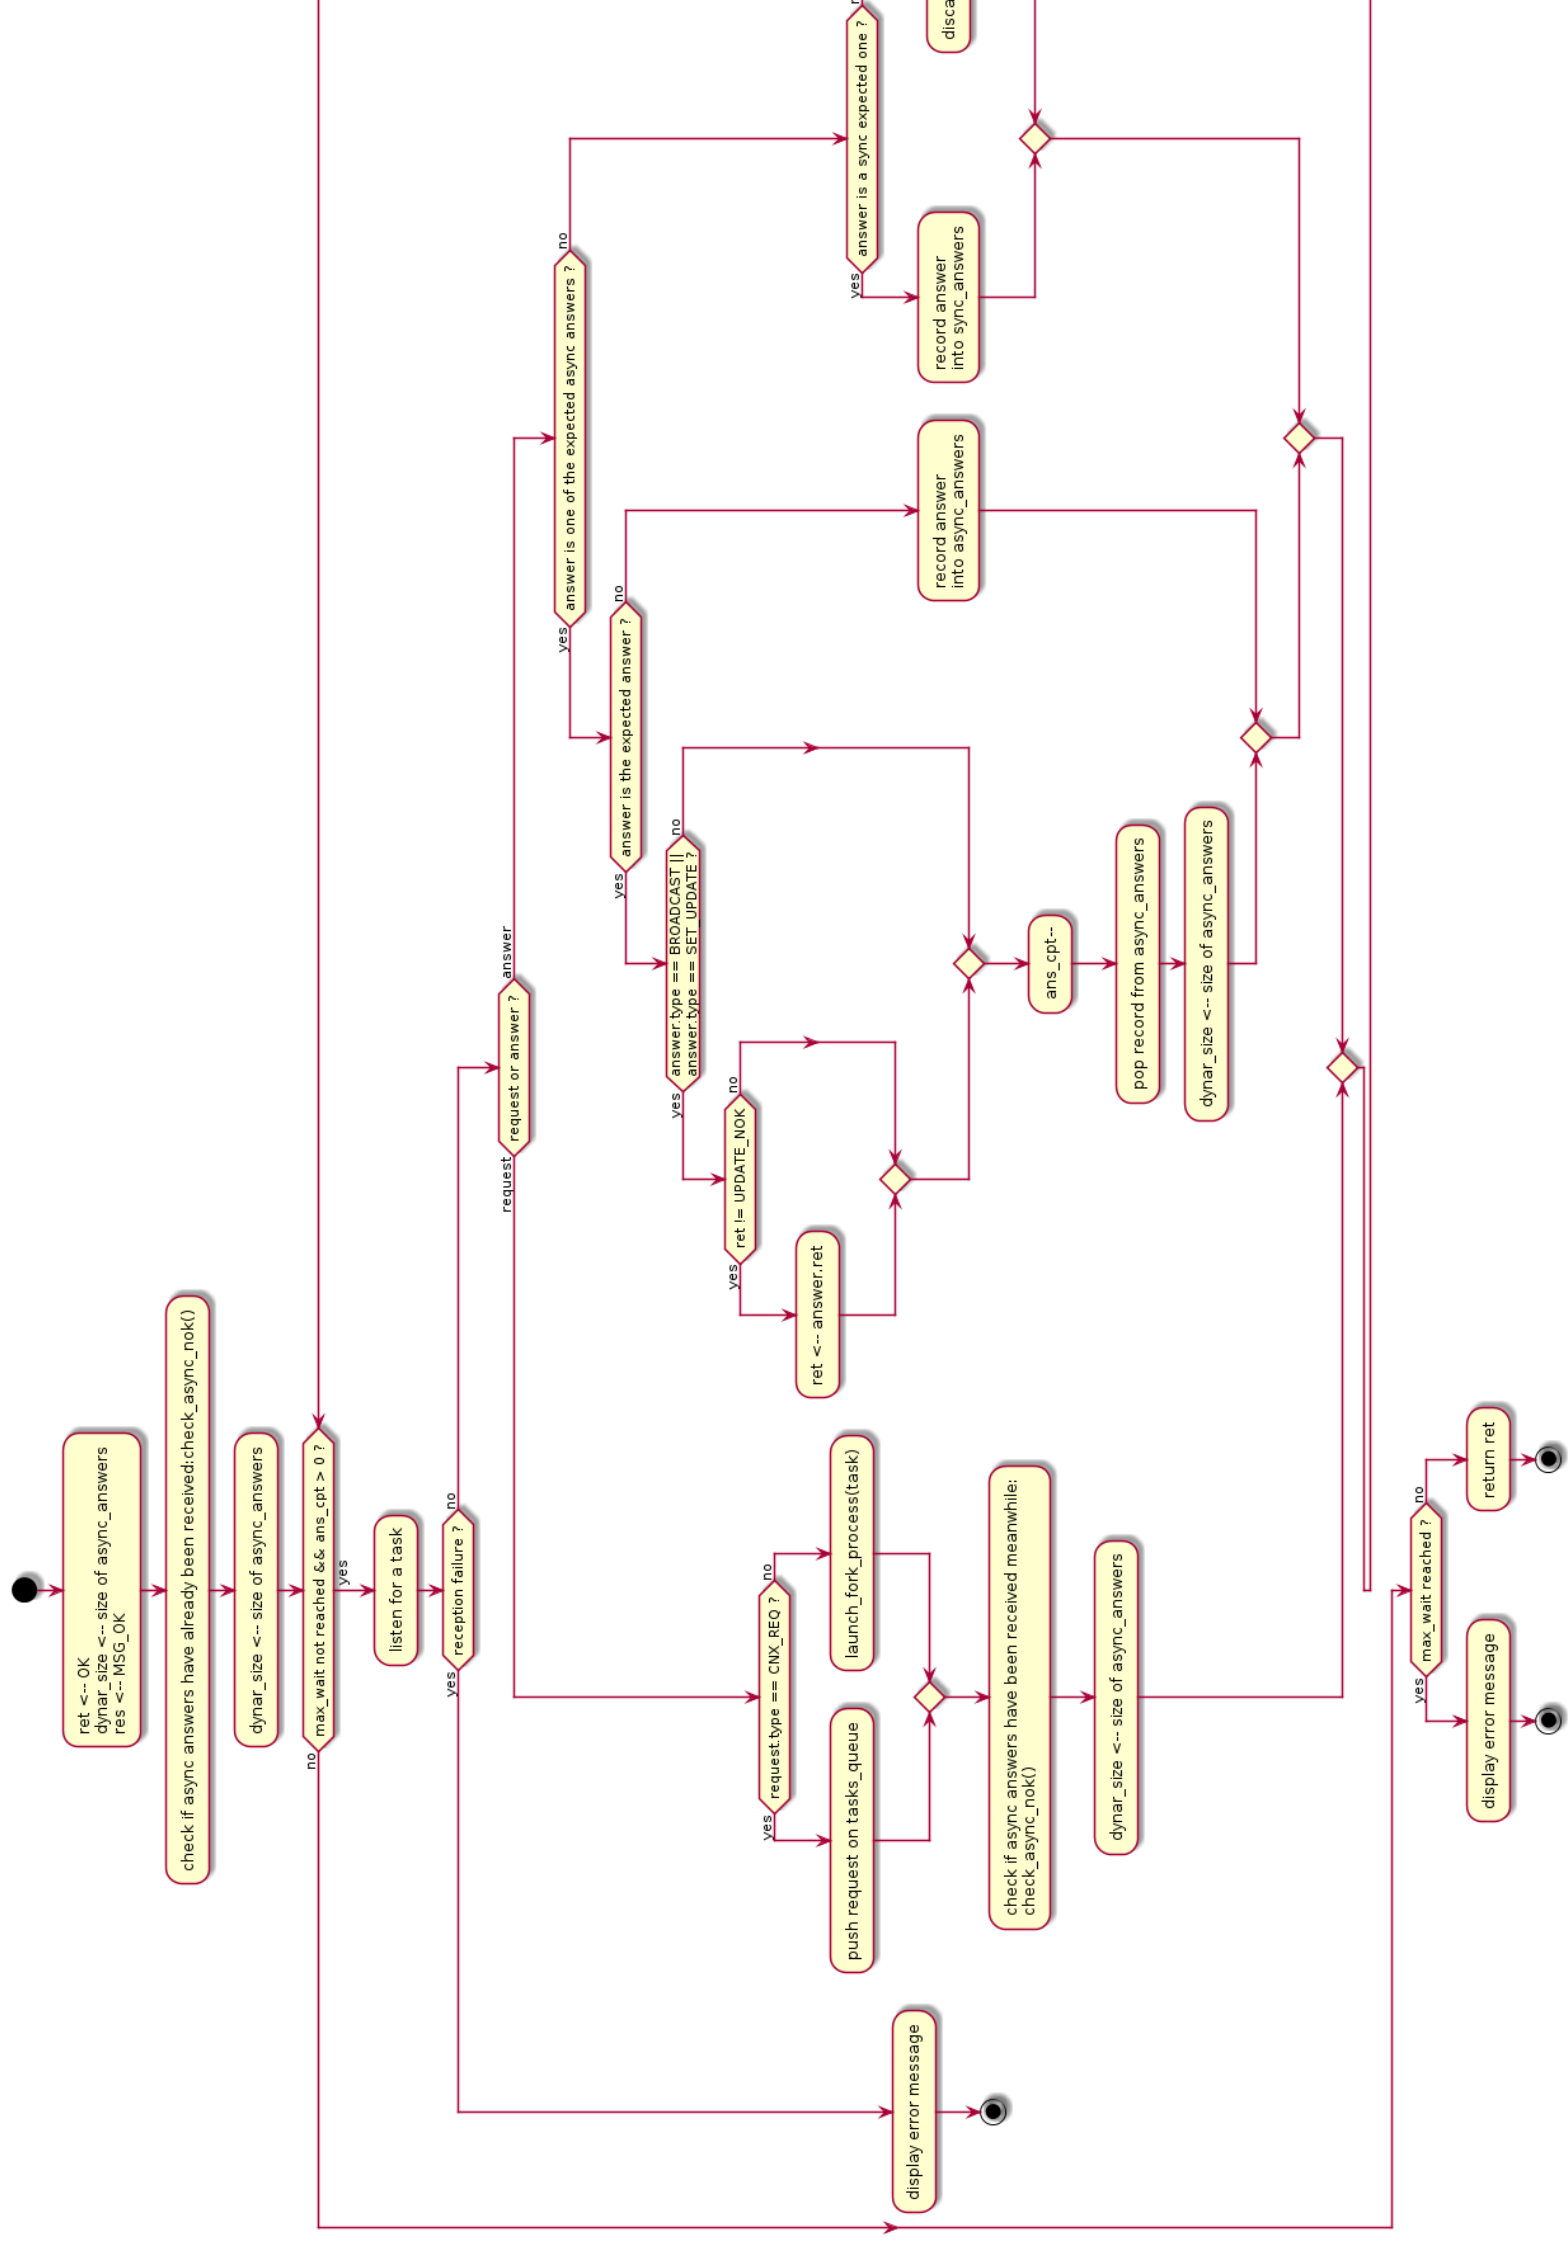 ret <-- OK
dynar_size <-- size of async_answers
res <-- MSG_OK
check if async answers have already been received:check_async_nok()
dynar_size <-- size of async_answers
max_wait not reached && ans_cpt > 0 ?
no
yes
listen for a task
reception failure ?
yes
no
request or answer ?
request
answer
answer is one of the expected async answers ?
yes
no
answer is the expected answer ?
yes
no
answer.type == BROADCAST ||
answer.type == SET_UPDATE ?
yes
no
ret != UPDATE_NOK
yes
no
request.type == CNX_REQ ?
yes
no
ret <-- answer.ret
push request on tasks_queue
launch_fork_process(task)
answer is a sync expected one ?
yes
display error message
record answer
into async_answers
record answer
into sync_answers
disca
check if async answers have been received meanwhile:
check_async_nok()
ans_cpt--
dynar_size <-- size of async_answers
pop record from async_answers
dynar_size <-- size of async_answers
max_wait reached ?
yes
no
display error message
return ret